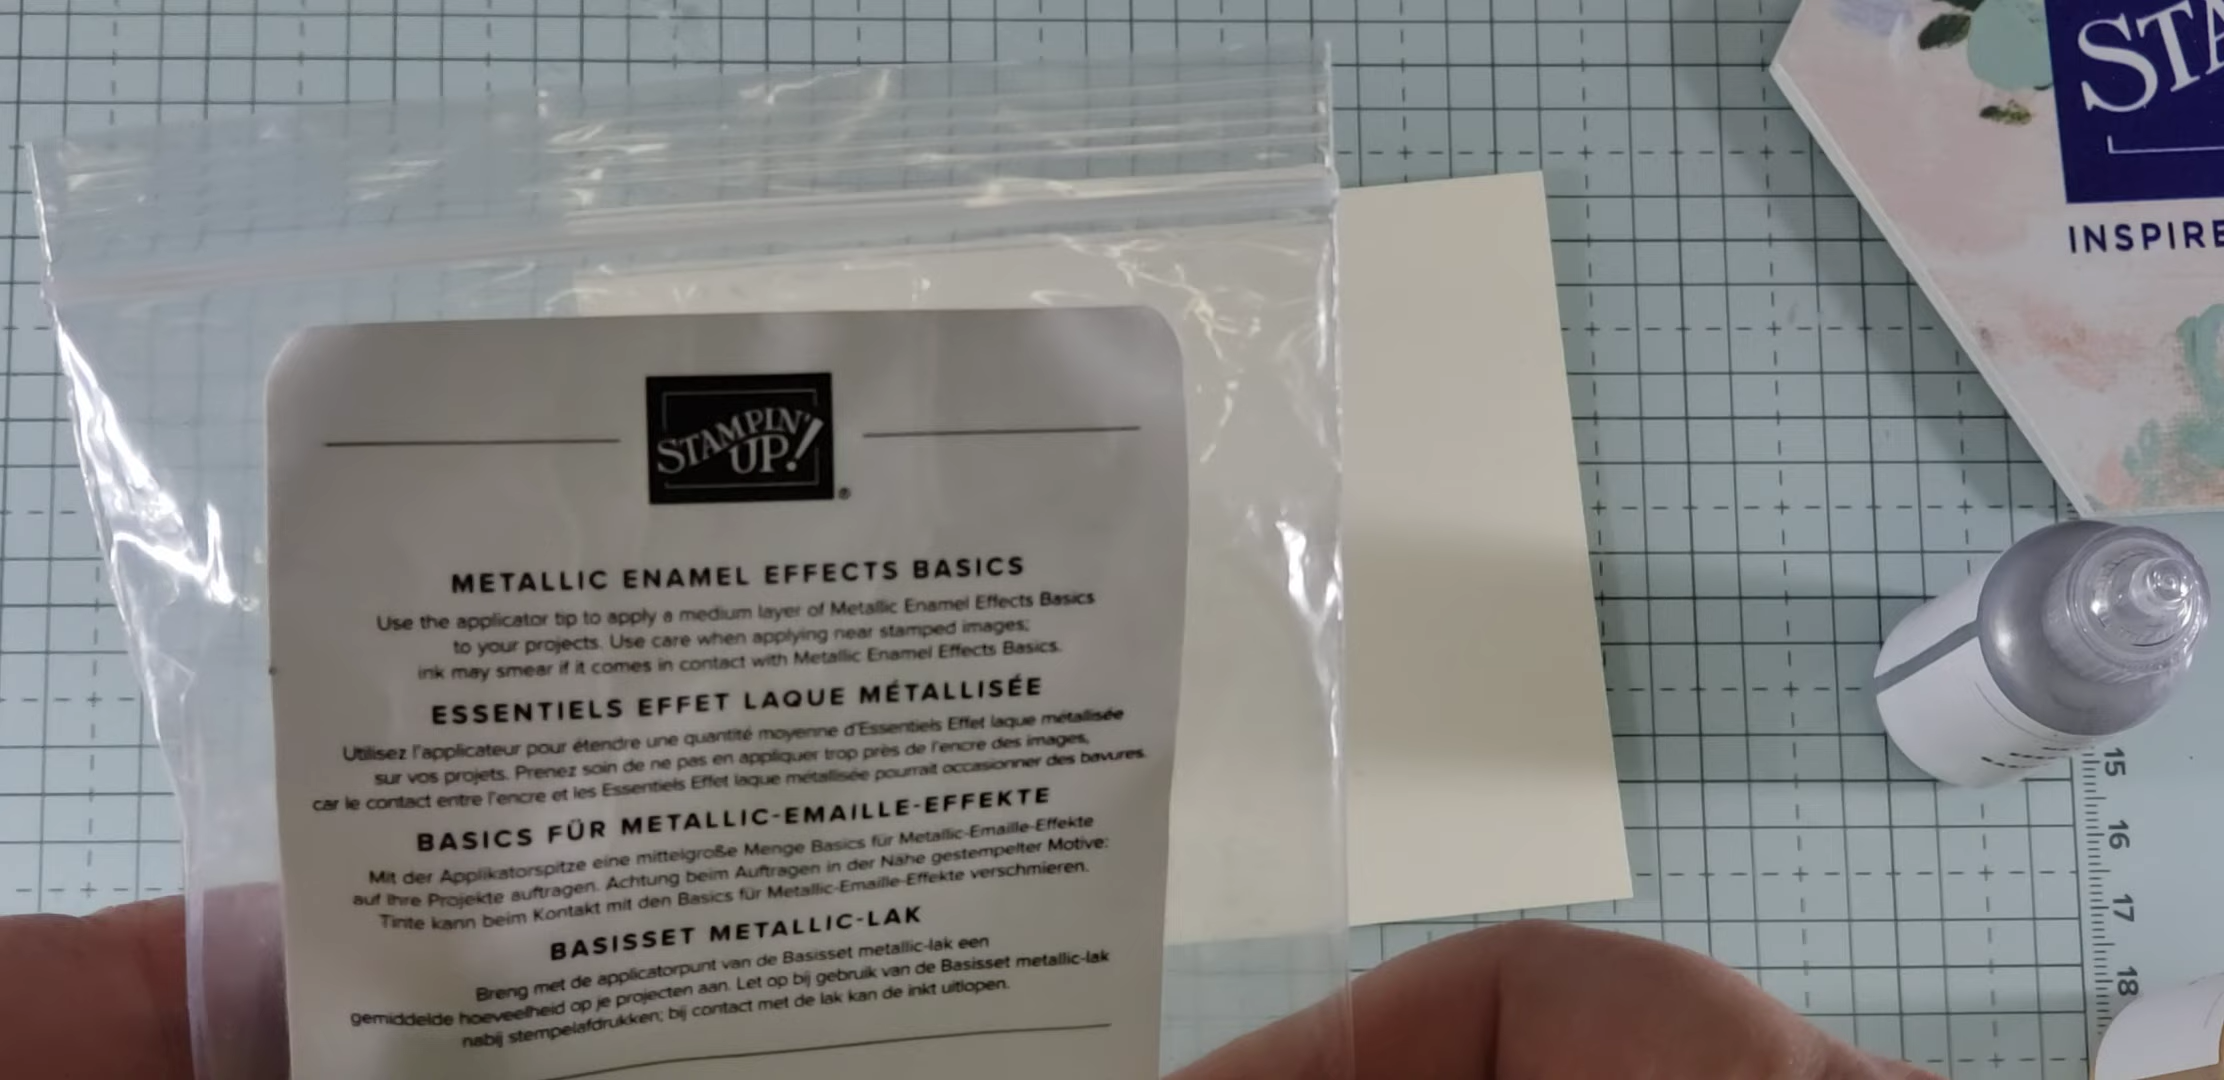 STAMPIN'
UP!®
METALLIC ENAMEL EFFECTS BASICS
Use the applicator tip to apply a medium layer of Metallic Enamel Effects Basics
to your projects. Use care when applying near stamped images;
ink may smear if it comes in contact with Metallic Enamel Effects Basics.
ESSENTIELS EFFET LAQUE MÉTALLISÉE
Utilisez l'applicateur pour étendre une quantité moyenne d'Essentiels Effet laque métallisée
sur vos projets. Prenez soin de ne pas en appliquer trop près de l'encre des images,
car le contact entre l'encre et les Essentiels Effet laque métallisée pourrait occasionner des bavures.
BASICS FÜR METALLIC-EMAILLE-EFFEKTE
Mit der Applikatorspitze eine mittelgroße Menge Basics für Metallic-Emaille-Effekte
auf Ihre Projekte auftragen. Achtung beim Auftragen in der Nähe gestempelter Motive:
Tinte kann beim Kontakt mit den Basics für Metallic-Emaille-Effekte verschmieren.
BASISSET METALLIC-LAK
Breng met de applicatorpunt van de Basisset metallic-lak een
gemiddelde hoeveelheid op je projecten aan. Let op bij gebruik van de Basisset metallic-lak
nabij stempelafdrukken; bij contact met de lak kan de inkt uitlopen.
STA
INSPIRE
15
16
17
18